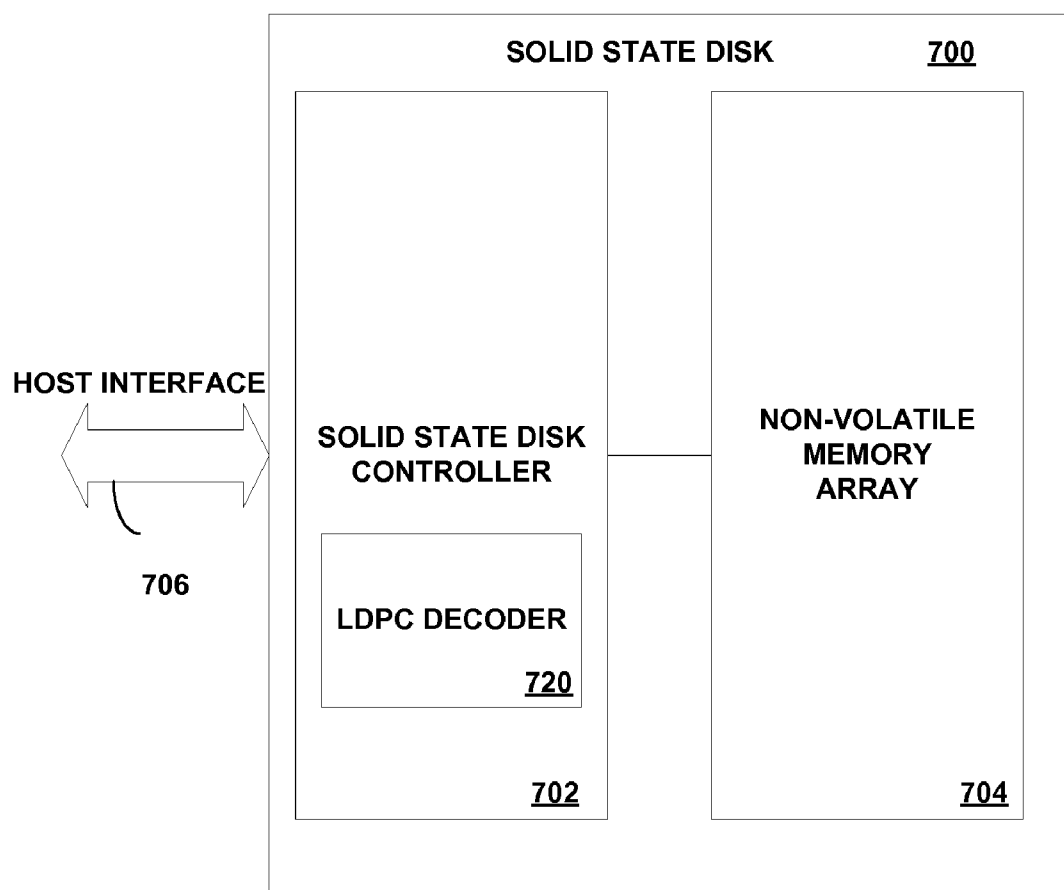 SOLID STATE DISK 700
HOST INTERFACE
706
SOLID STATE DISK
CONTROLLER
LDPC DECODER
720
702
NON-VOLATILE
MEMORY
ARRAY
704